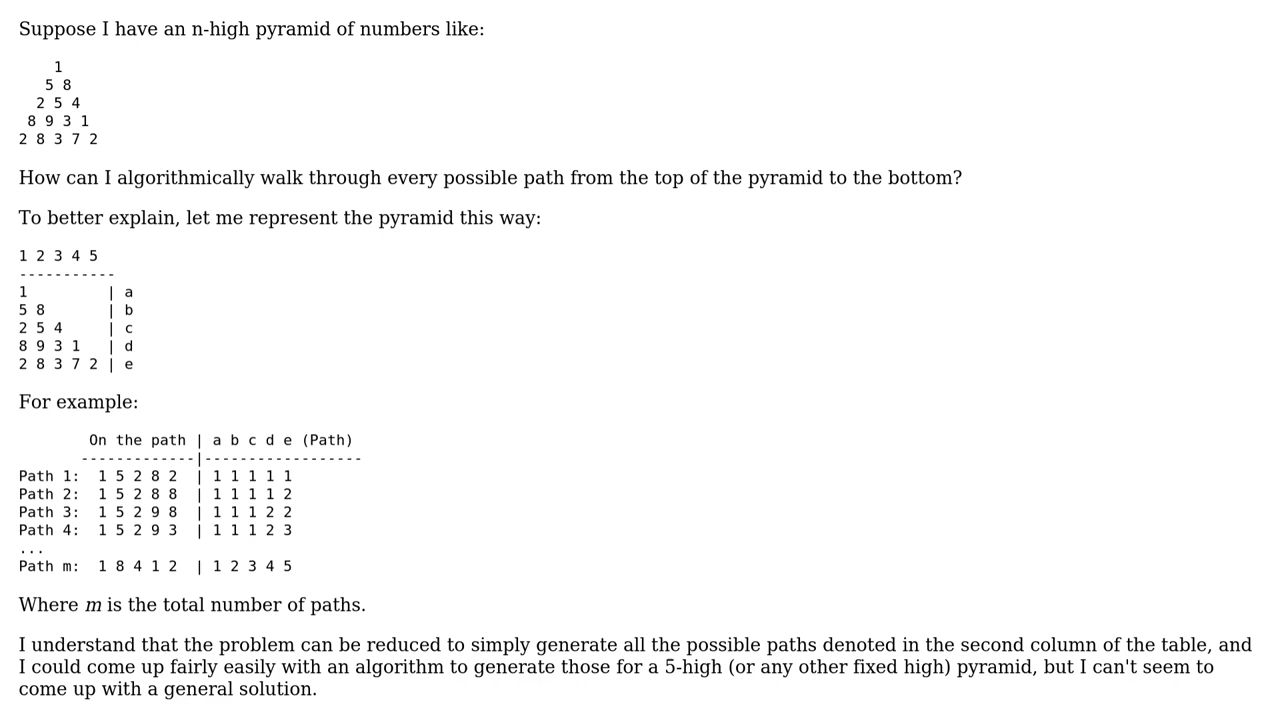 Suppose I have an n-high pyramid of numbers like:
1
5 8
2 5 4
8 9 3 1
2 8 3 7 2
How can I algorithmically walk through every possible path from the top of the pyramid to the bottom?
To better explain, let me represent the pyramid this way:
1 2 3 4 5
-----------
1         | a
5 8       | b
2 5 4     | c
8 9 3 1   | d
2 8 3 7 2 | e
For example:
        On the path | a b c d e (Path)
       -------------|------------------
Path 1:  1 5 2 8 2  | 1 1 1 1 1
Path 2:  1 5 2 8 8  | 1 1 1 1 2
Path 3:  1 5 2 9 8  | 1 1 1 2 2
Path 4:  1 5 2 9 3  | 1 1 1 2 3
...
Path m:  1 8 4 1 2  | 1 2 3 4 5
Where m is the total number of paths.
I understand that the problem can be reduced to simply generate all the possible paths denoted in the second column of the table, and
I could come up fairly easily with an algorithm to generate those for a 5-high (or any other fixed high) pyramid, but I can't seem to
come up with a general solution.